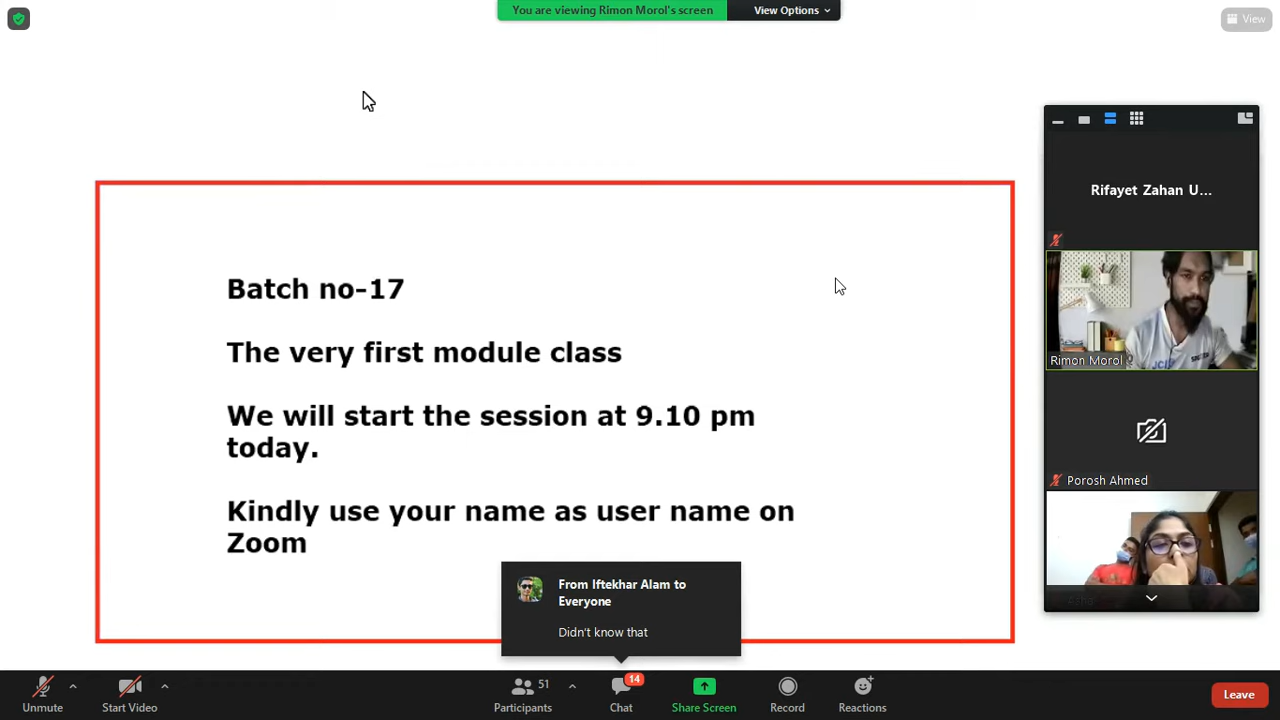 You are viewing Rimon Morol's screen
View Options
View
Batch no-17
The very first module class
We will start the session at 9.10 pm
today.
Kindly use your name as user name on
Zoom
Rifayet Zahan U...
Rimon Morol
Porosh Ahmed
From Iftekhar Alam to
Everyone
Didn't know that
Unmute
Start Video
51
Participants
14
Chat
Share Screen
Record
Reactions
Leave